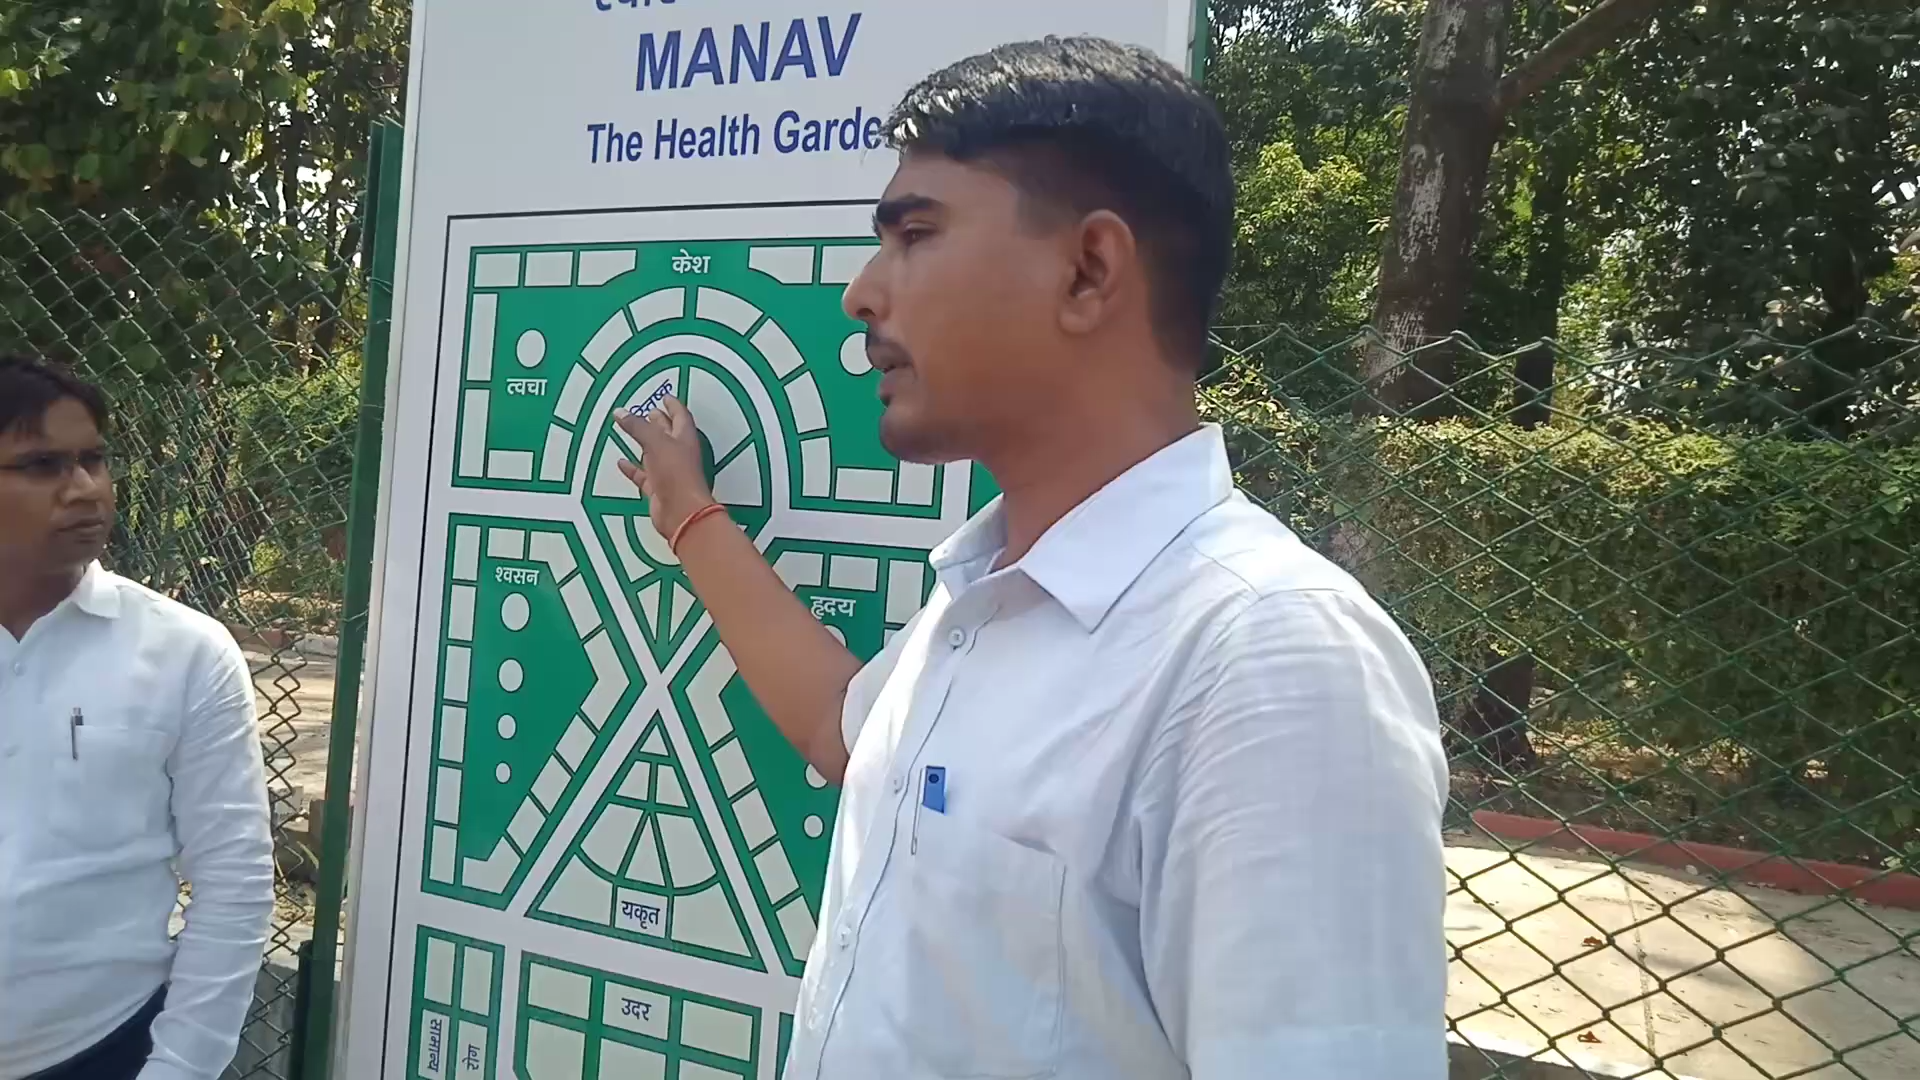 MANAV
The Health Garde
केश
त्वचा
श्वसन
हृदय
यकृत
उदर
सामान्य